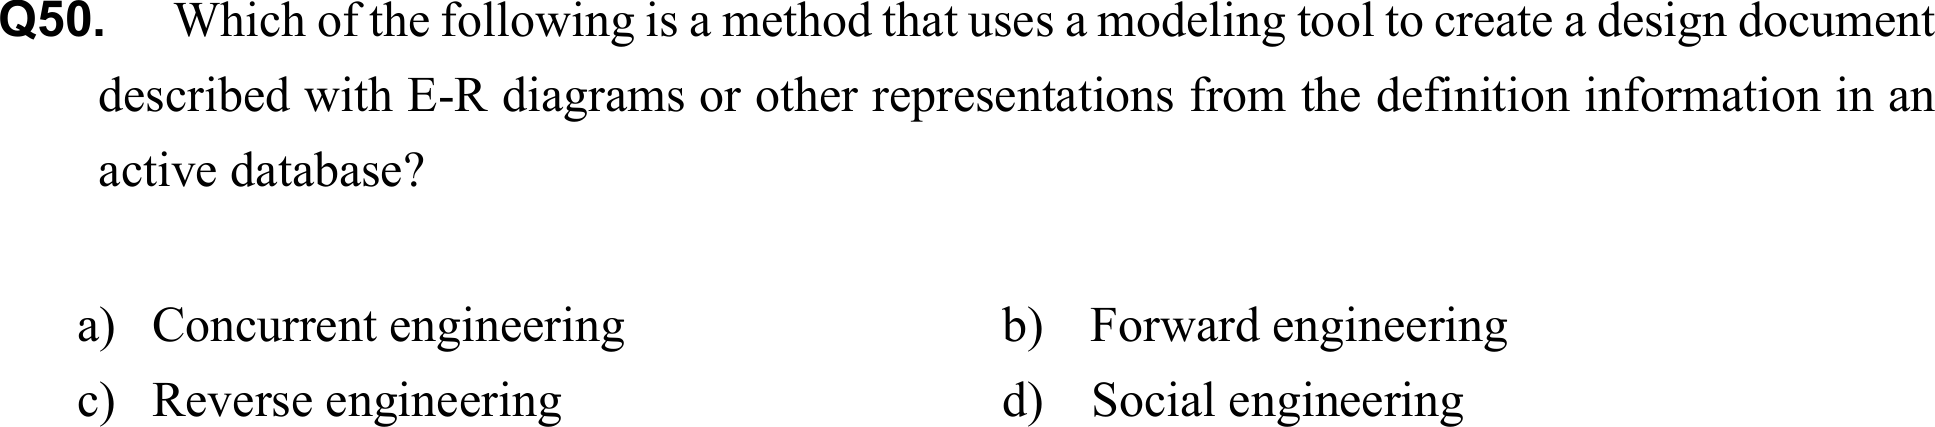 Q50. Which of the following is a method that uses a modeling tool to create a design document
described with E-R diagrams or other representations from the definition information in an
active database?
a) Concurrent engineering b) Forward engineering
c) Reverse engineering d) Social engineering